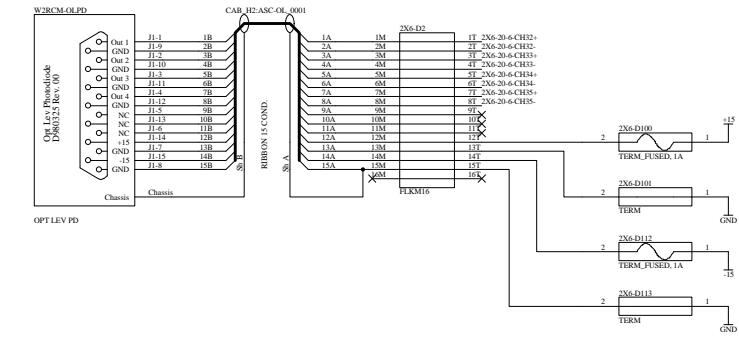 W2RCM-OLPD
CAB_H2:ASC-OL_0001
2X6-D2
Opt Lev Photodiode
D980325 Rev. 00
Out 1 J1-1 1B 1A 1M 1T 2X6-20-6-CH32+
GND J1-9 2B 2A 2M 2T 2X6-20-6-CH32-
Out 2 J1-2 3B 3A 3M 3T 2X6-20-6-CH33+
GND J1-10 4B 4A 4M 4T 2X6-20-6-CH33-
Out 3 J1-3 5B 5A 5M 5T 2X6-20-6-CH34+
GND J1-11 6B 6A 6M 6T 2X6-20-6-CH34-
Out 4 J1-4 7B 7A 7M 7T 2X6-20-6-CH35+
GND J1-12 8B 8A 8M 8T 2X6-20-6-CH35-
NC J1-5 9B 9A 9M 9T
NC J1-13 10B 10A 10M 10T
NC J1-6 11B 11A 11M 11T
+15 J1-14 12B 12A 12M 12T
GND J1-7 13B 13A 13M 13T
-15 J1-15 14B 14A 14M 14T
GND J1-8 15B 15A 15M 15T
16M 16T
Sh B
RIBBON 15 COND.
Sh A
Chassis Chassis
FLKM16
OPT LEV PD
+15
2X6-D100
2 1
TERM_FUSED, 1A
2X6-D101
2 1
TERM
GND
2X6-D112
2 1
TERM_FUSED, 1A
-15
2X6-D113
2 1
TERM
GND